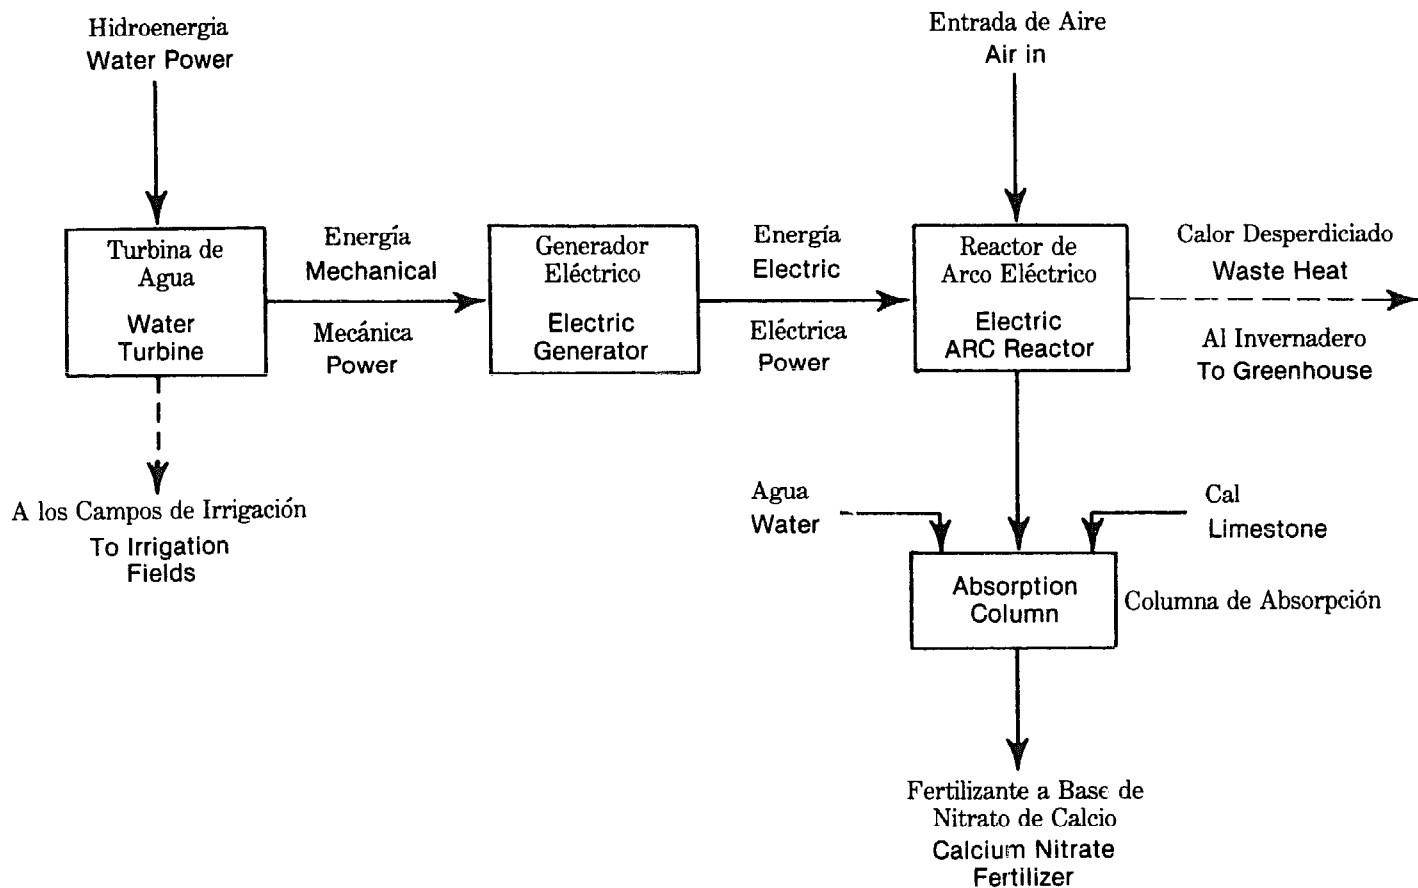 Hidroenergia
Water Power
Entrada de Aire
Air in
Turbina de
Agua
Water
Turbine
Energía
Mechanical
Mecánica
Power
Generador
Eléctrico
Electric
Generator
Energía
Electric
Eléctrica
Power
Reactor de
Arco Eléctrico
Electric
ARC Reactor
Calor Desperdiciado
Waste Heat
Al Invernadero
To Greenhouse
A los Campos de Irrigación
To Irrigation
Fields
Agua
Water
Cal
Limestone
Absorption
Column
Columna de Absorpción
Fertilizante a Base de
Nitrato de Calcio
Calcium Nitrate
Fertilizer